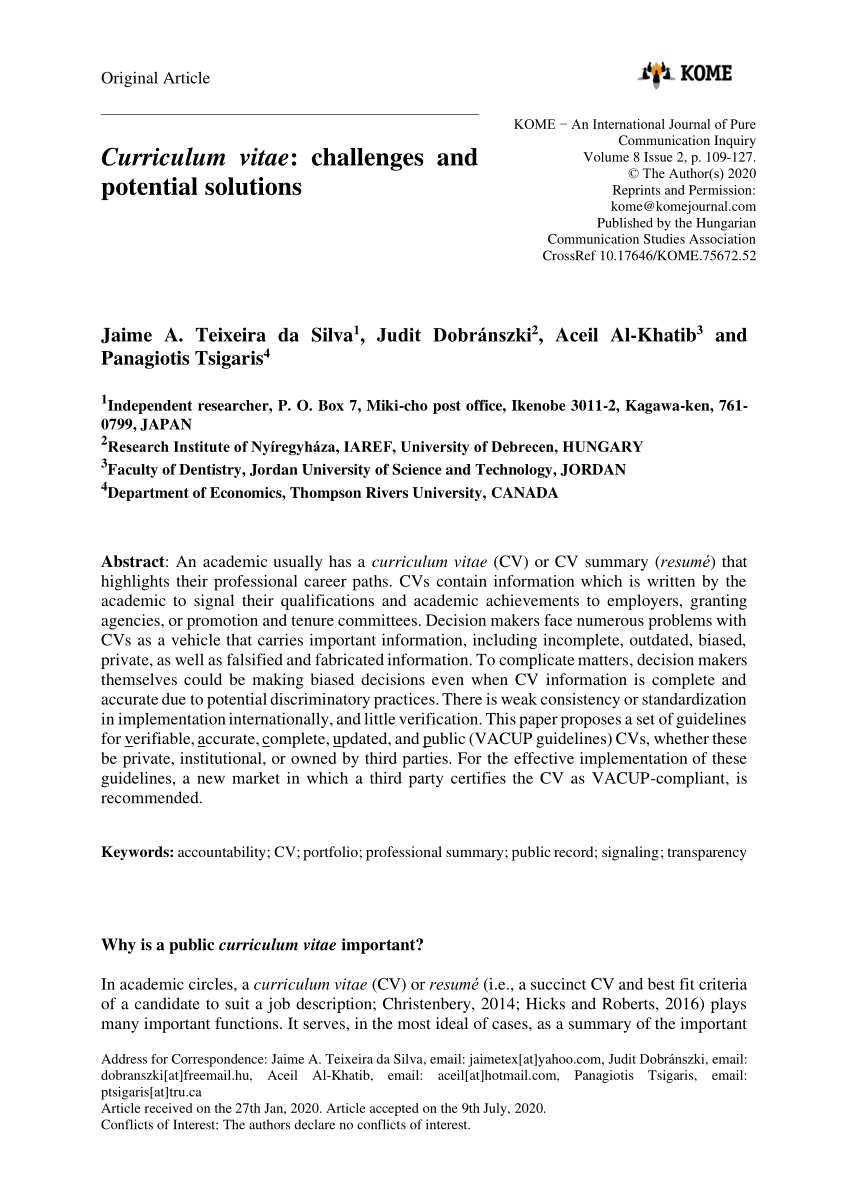 Original Article
KOME
KOME − An International Journal of Pure
Communication Inquiry
Volume 8 Issue 2, p. 109-127.
© The Author(s) 2020
Reprints and Permission:
kome@komejournal.com
Published by the Hungarian
Communication Studies Association
CrossRef 10.17646/KOME.75672.52
Curriculum vitae: challenges and
potential solutions
Jaime A. Teixeira da Silva1, Judit Dobránszki2, Aceil Al-Khatib3 and
Panagiotis Tsigaris4
1Independent researcher, P. O. Box 7, Miki-cho post office, Ikenobe 3011-2, Kagawa-ken, 761-
0799, JAPAN
2Research Institute of Nyíregyháza, IAREF, University of Debrecen, HUNGARY
3Faculty of Dentistry, Jordan University of Science and Technology, JORDAN
4Department of Economics, Thompson Rivers University, CANADA
Abstract: An academic usually has a curriculum vitae (CV) or CV summary (resumé) that
highlights their professional career paths. CVs contain information which is written by the
academic to signal their qualifications and academic achievements to employers, granting
agencies, or promotion and tenure committees. Decision makers face numerous problems with
CVs as a vehicle that carries important information, including incomplete, outdated, biased,
private, as well as falsified and fabricated information. To complicate matters, decision makers
themselves could be making biased decisions even when CV information is complete and
accurate due to potential discriminatory practices. There is weak consistency or standardization
in implementation internationally, and little verification. This paper proposes a set of guidelines
for verifiable, accurate, complete, updated, and public (VACUP guidelines) CVs, whether these
be private, institutional, or owned by third parties. For the effective implementation of these
guidelines, a new market in which a third party certifies the CV as VACUP-compliant, is
recommended.
Keywords: accountability; CV; portfolio; professional summary; public record; signaling; transparency
Why is a public curriculum vitae important?
In academic circles, a curriculum vitae (CV) or resumé (i.e., a succinct CV and best fit criteria
of a candidate to suit a job description; Christenbery, 2014; Hicks and Roberts, 2016) plays
many important functions. It serves, in the most ideal of cases, as a summary of the important
Address for Correspondence: Jaime A. Teixeira da Silva, email: jaimetex[at]yahoo.com, Judit Dobránszki, email:
dobranszki[at]freemail.hu, Aceil Al-Khatib, email: aceil[at]hotmail.com, Panagiotis Tsigaris, email:
ptsigaris[at]tru.ca
Article received on the 27th Jan, 2020. Article accepted on the 9th July, 2020.
Conflicts of Interest: The authors declare no conflicts of interest.